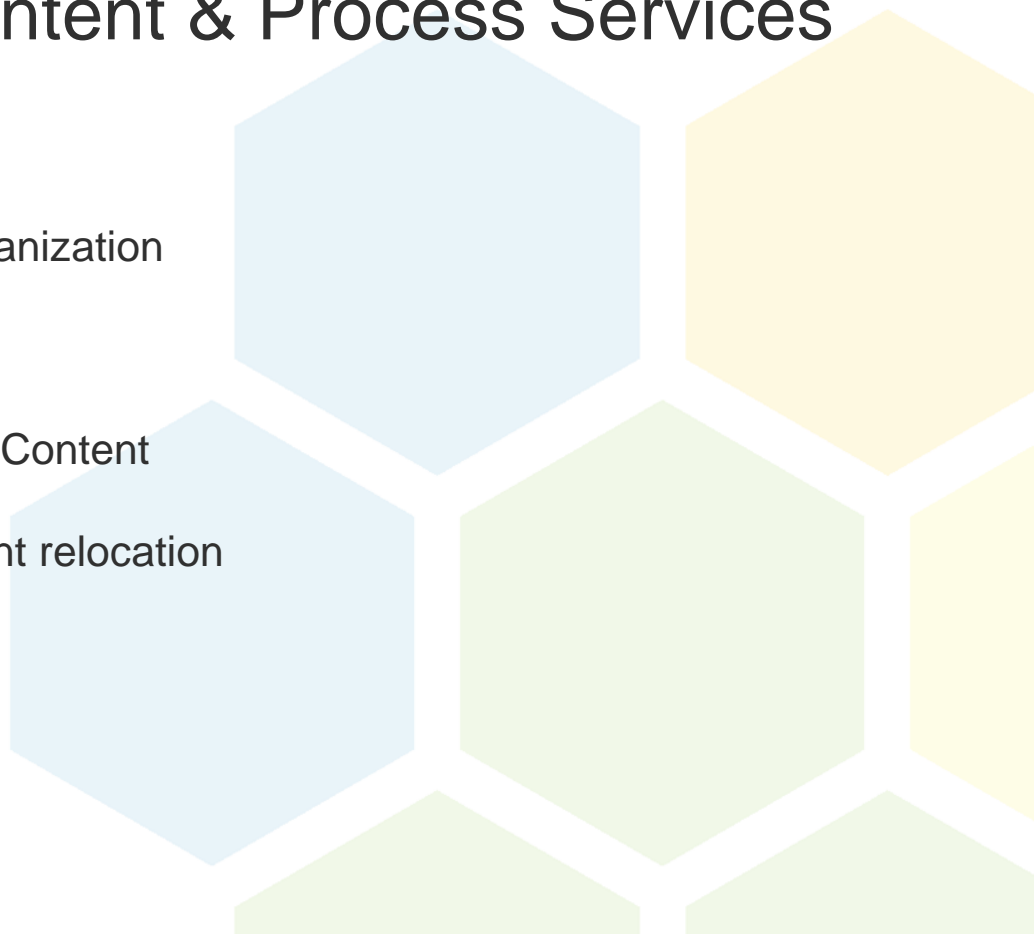 ntent & Process Services
anization
Content
nt relocation